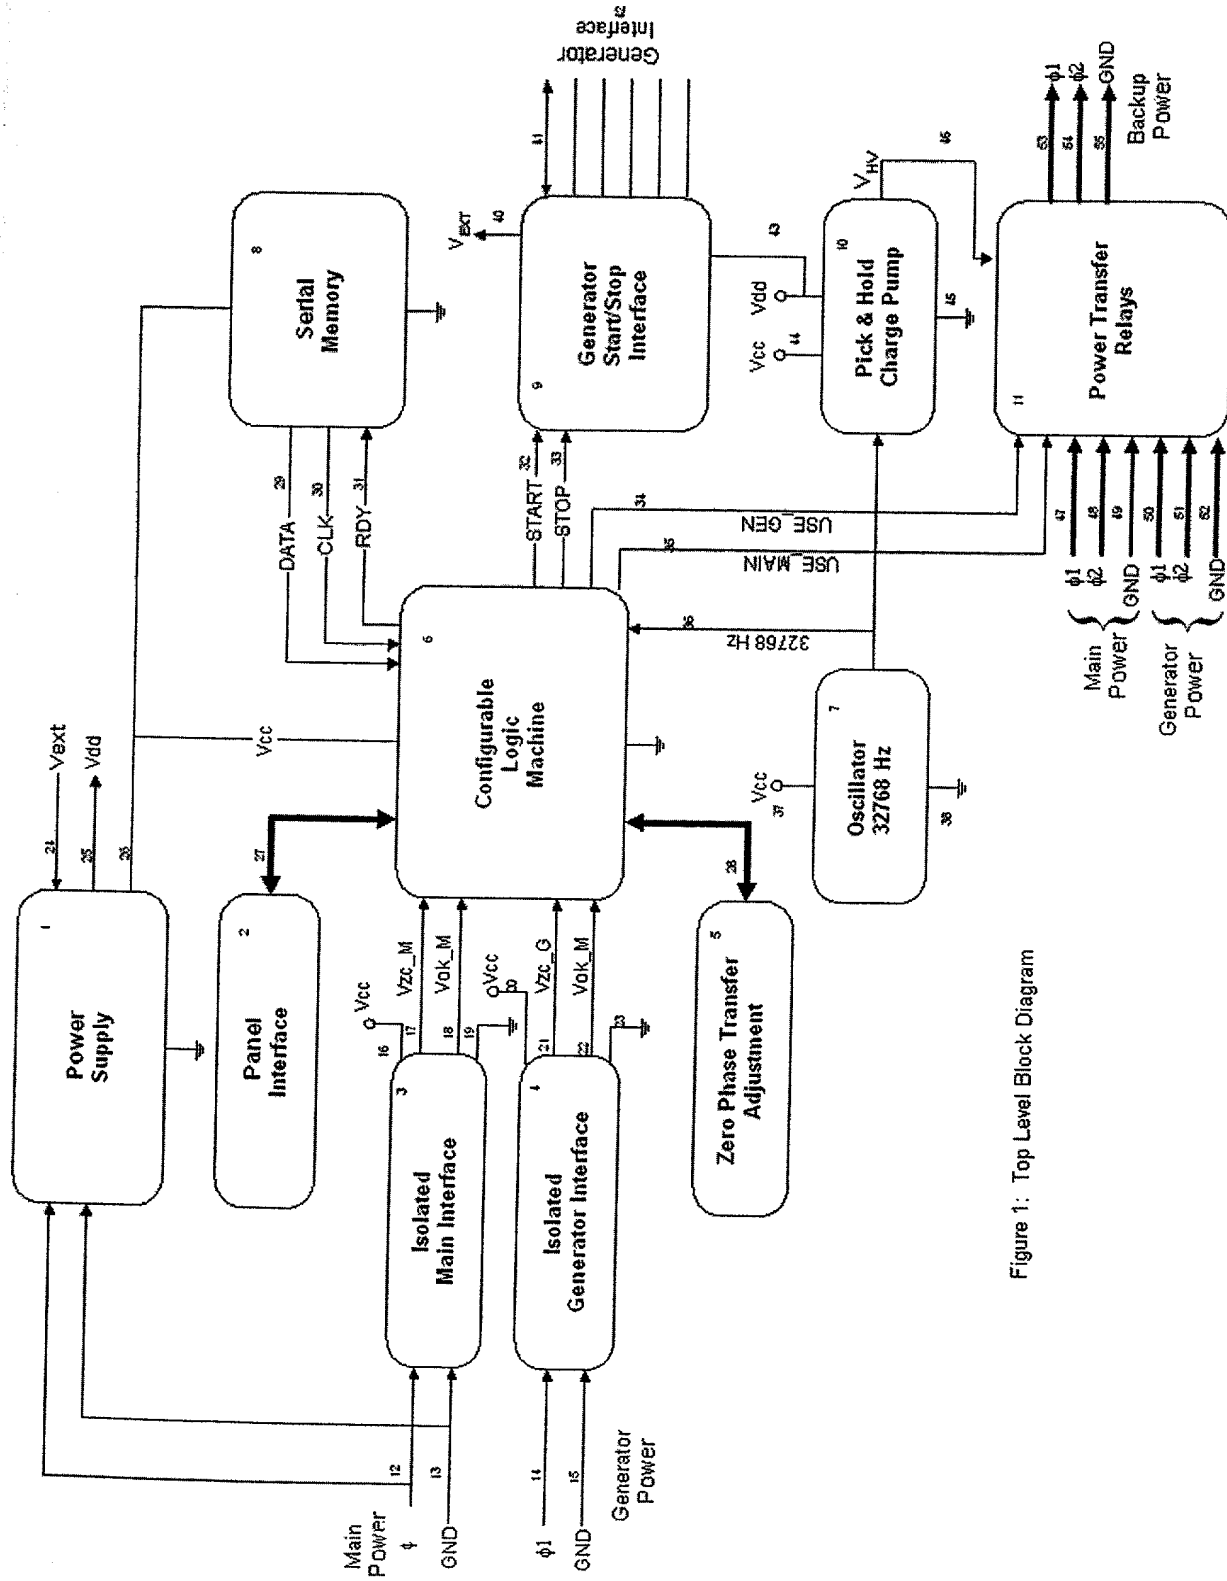 1
Power
Supply
24
Vext
25
Vdd
26
2
Panel
Interface
27
Vcc
8
Serial
Memory
DATA 29
CLK 30
RDY 31
Main
Power
ϕ
12
GND
13
3
Isolated
Main Interface
16
Vcc
17
Vzc_M
18
Vok_M
19
6
Configurable
Logic
Machine
START 32
STOP 33
9
Generator
Start/Stop
Interface
VEXT
40
41
Generator
Interface
42
ϕ1
14
GND
15
Generator
Power
4
Isolated
Generator Interface
Vcc
21
Vzc_G
22
Vok_M
23
34
USE_GEN
35
USE_MAIN
36
32768 Hz
43
Vdd
Vcc
44
10
Pick & Hold
Charge Pump
45
VHV
46
5
Zero Phase Transfer
Adjustment
28
7
Oscillator
32768 Hz
Vcc
37
38
11
Power Transfer
Relays
Main
Power
ϕ1 47
ϕ2 48
GND 49
Generator
Power
ϕ1 50
ϕ2 51
GND 52
53 ϕ1
54 ϕ2
55 GND
Backup
Power
Figure 1: Top Level Block Diagram